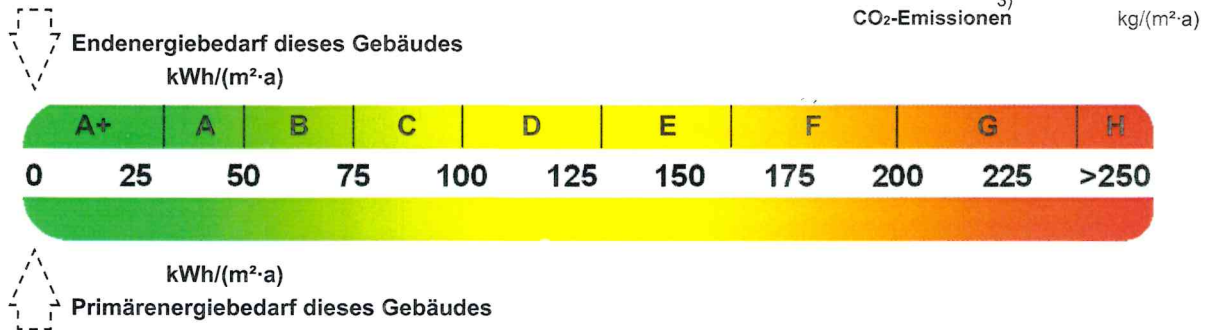 3)
CO₂-Emissionen kg/(m²·a)
Endenergiebedarf dieses Gebäudes
kWh/(m²·a)
A+ A B C D E F G H
0 25 50 75 100 125 150 175 200 225 >250
kWh/(m²·a)
Primärenergiebedarf dieses Gebäudes